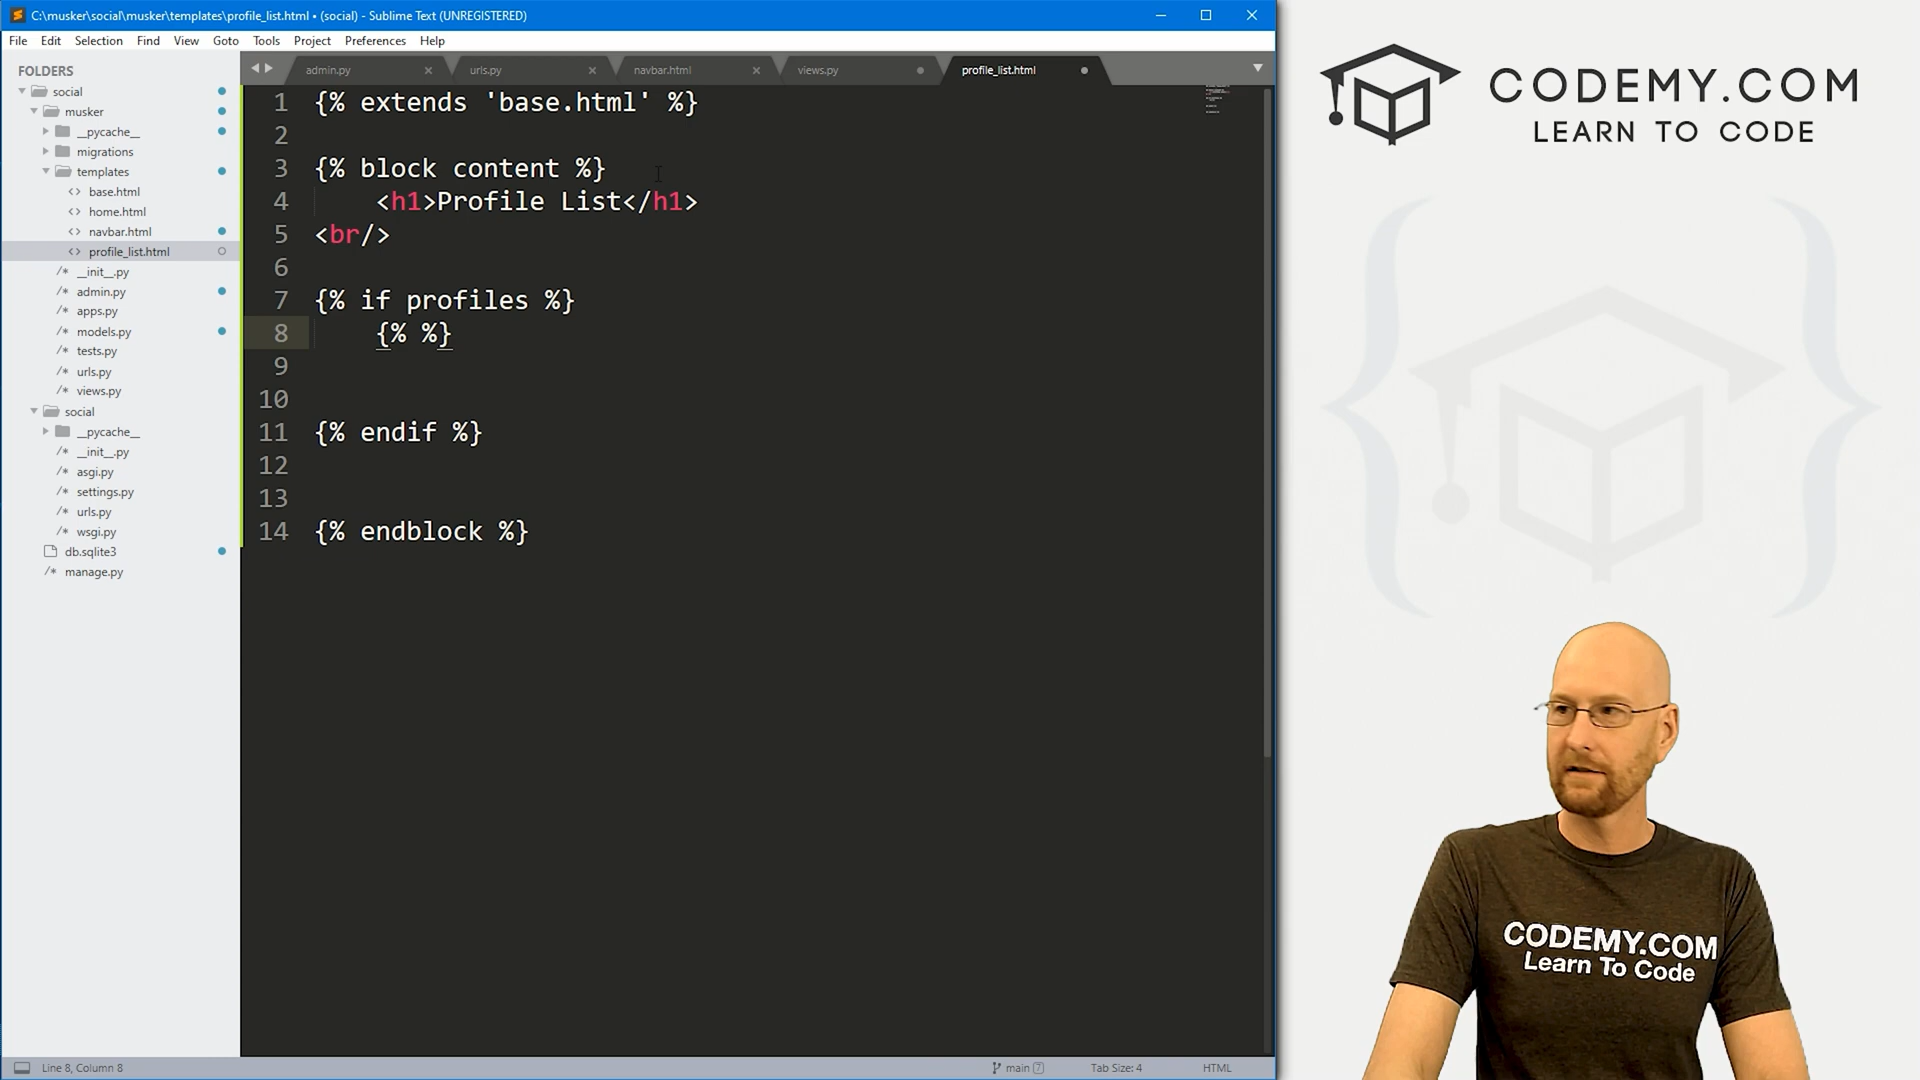 C:\musker\social\musker\templates\profile_list.html • (social) - Sublime Text (UNREGISTERED)
File Edit Selection Find View Goto Tools Project Preferences Help
FOLDERS
social
musker
__pycache__
migrations
templates
base.html
home.html
navbar.html
profile_list.html
__init__.py
admin.py
apps.py
models.py
tests.py
urls.py
views.py
social
__pycache__
__init__.py
asgi.py
settings.py
urls.py
wsgi.py
db.sqlite3
manage.py
admin.py urls.py navbar.html views.py profile_list.html
1 {% extends 'base.html' %}
2
3 {% block content %}
4 <h1>Profile List</h1>
5 <br/>
6
7 {% if profiles %}
8 {% %}
9
10
11 {% endif %}
12
13
14 {% endblock %}
Line 8, Column 8
main 7
Tab Size: 4
HTML
CODEMY.COM
LEARN TO CODE
CODEMY.COM
Learn To Code